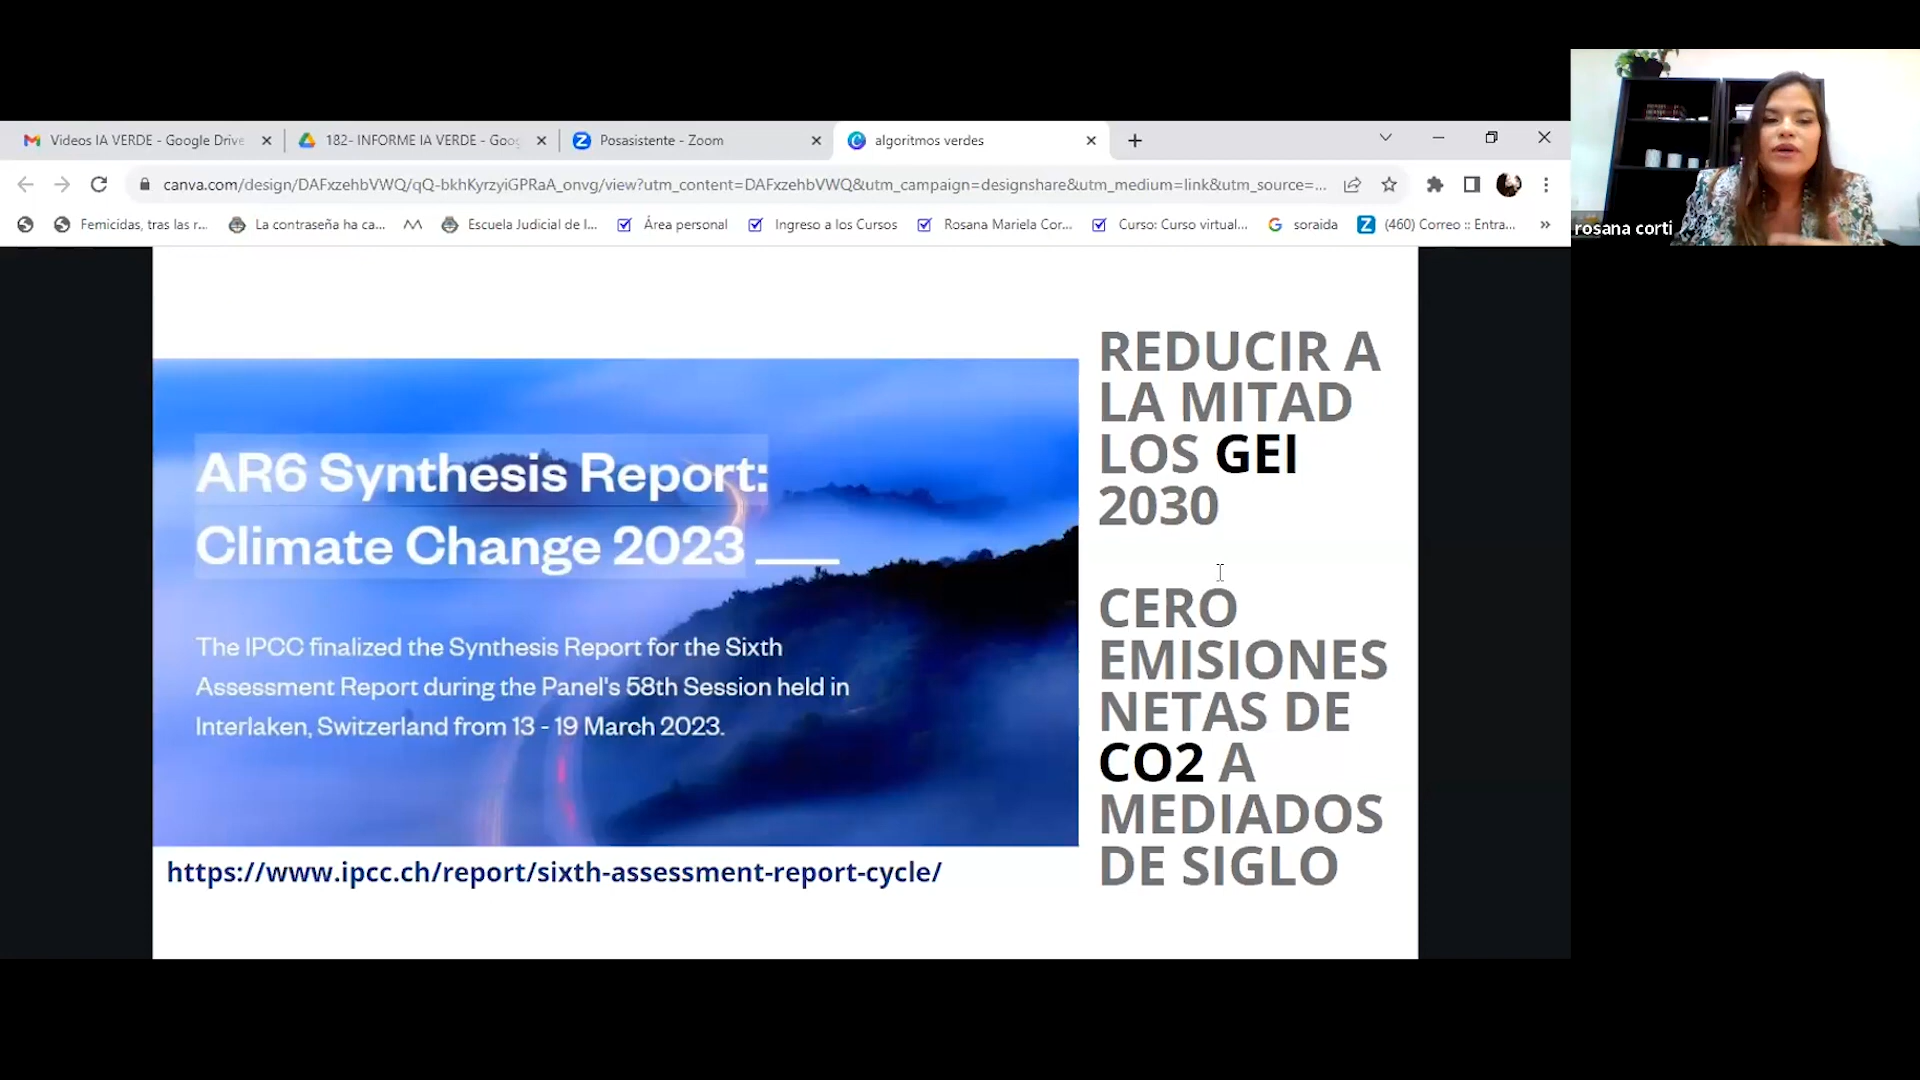 Videos IA VERDE - Google Drive
182- INFORME IA VERDE - Goog
Posasistente - Zoom
algoritmos verdes
canva.com/design/DAFxzehbVWQ/qQ-bkhKyrzyiGPRaA_onvg/view?utm_content=DAFxzehbVWQ&utm_campaign=designshare&utm_medium=link&utm_source=...
Femicidas, tras las r...
La contraseña ha ca...
Escuela Judicial de l...
Área personal
Ingreso a los Cursos
Rosana Mariela Cor...
Curso: Curso virtual...
soraida
(460) Correo :: Entra...
rosana corti
AR6 Synthesis Report:
Climate Change 2023
The IPCC finalized the Synthesis Report for the Sixth
Assessment Report during the Panel's 58th Session held in
Interlaken, Switzerland from 13 - 19 March 2023.
https://www.ipcc.ch/report/sixth-assessment-report-cycle/
REDUCIR A
LA MITAD
LOS GEI
2030
CERO
EMISIONES
NETAS DE
CO2 A
MEDIADOS
DE SIGLO